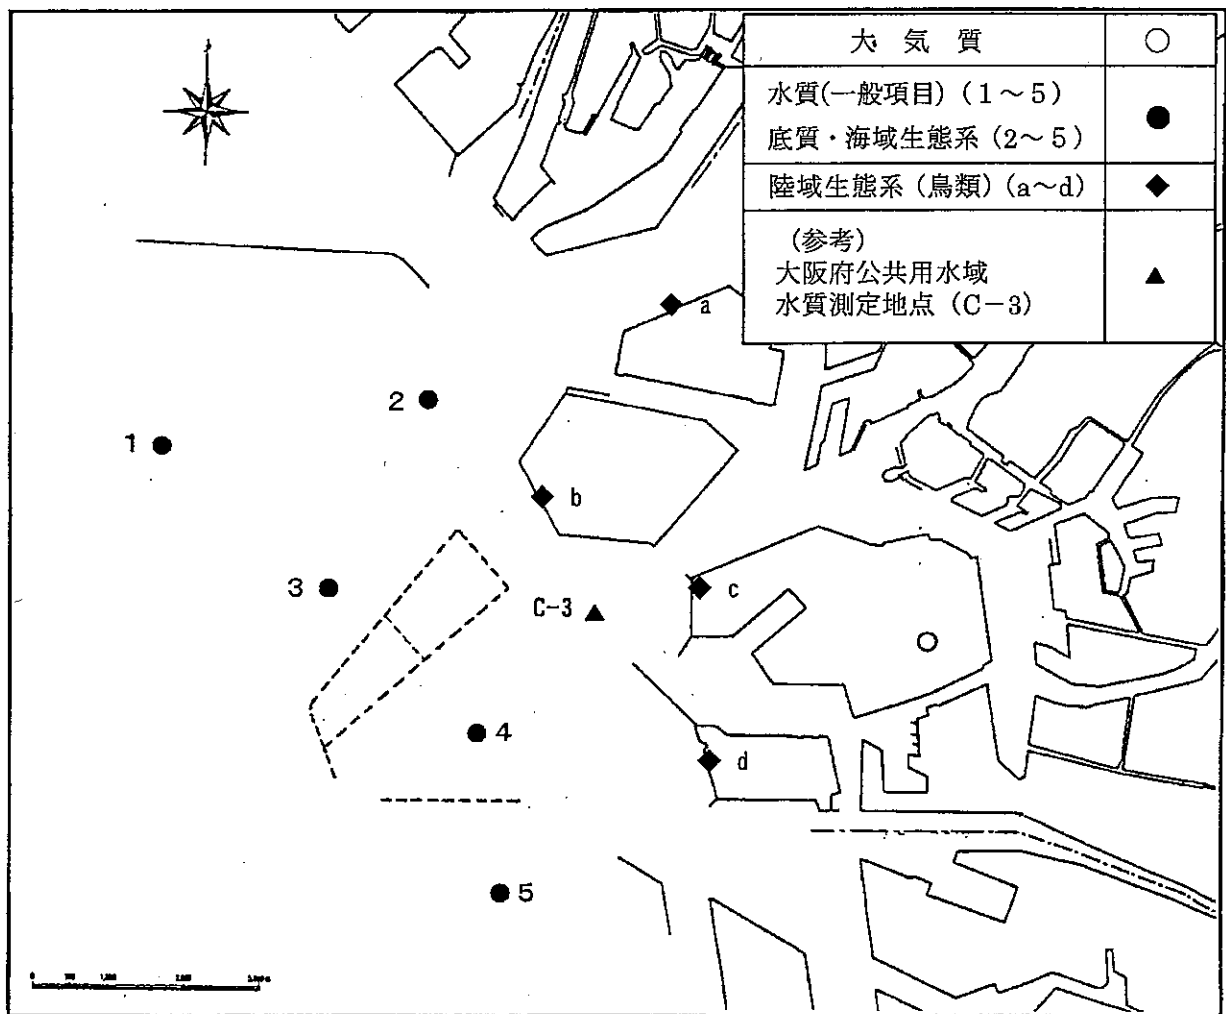 大気質 ○
水質(一般項目) (1～5)
底質・海域生態系 (2～5) ●
陸域生態系 (鳥類) (a～d) ◆
(参考)
大阪府公共用水域
水質測定地点 (C-3) ▲
a
2
1
b
3
C-3
c
4
d
5